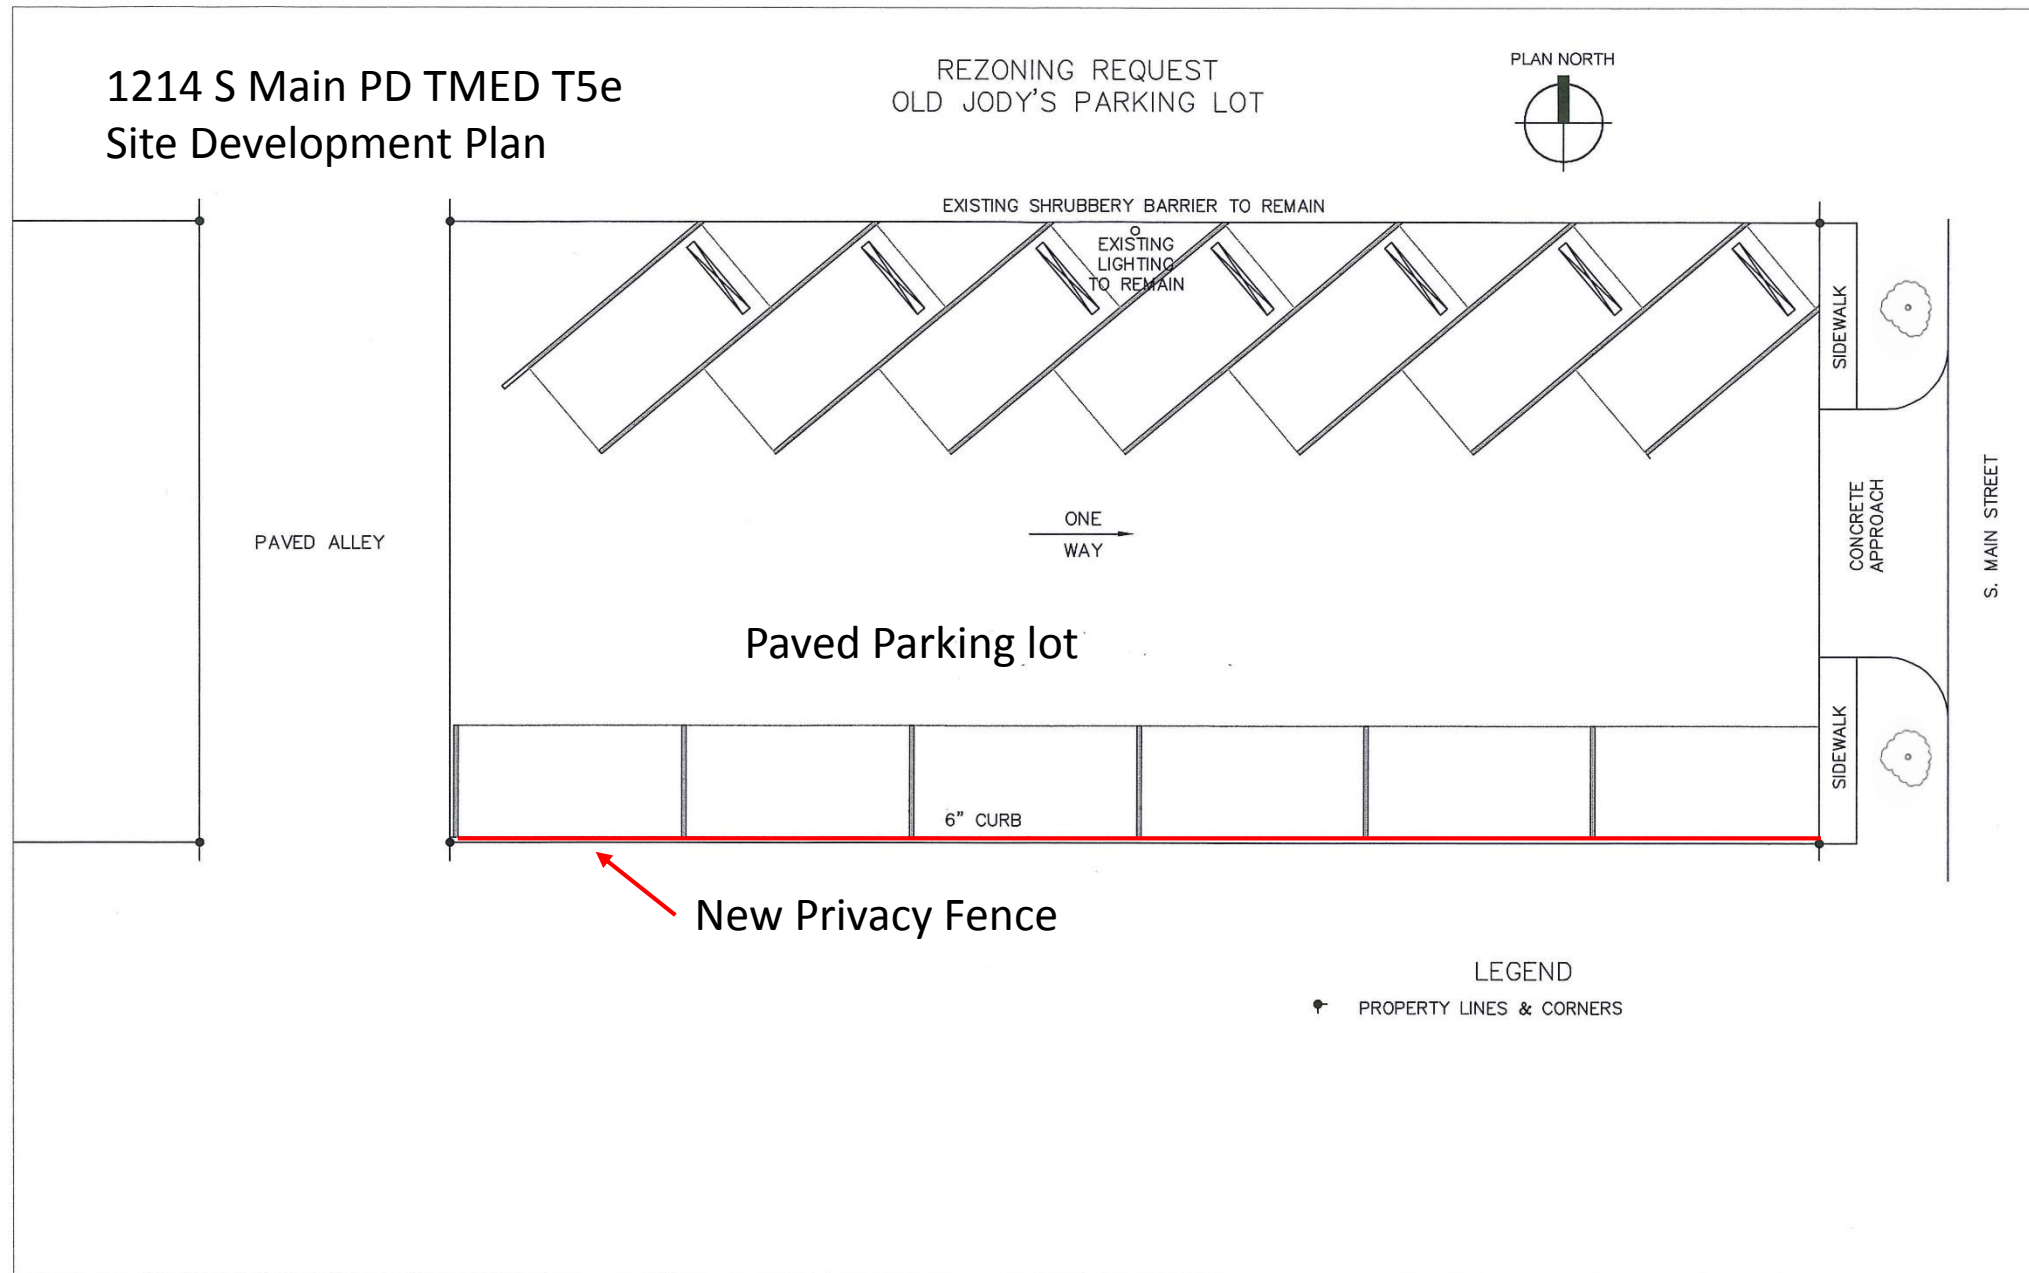 1214 S Main PD TMED T5e
Site Development Plan
REZONING REQUEST
OLD JODY'S PARKING LOT
PLAN NORTH
EXISTING SHRUBBERY BARRIER TO REMAIN
EXISTING
LIGHTING
TO REMAIN
SIDEWALK
PAVED ALLEY
ONE
WAY
CONCRETE
APPROACH
S. MAIN STREET
Paved Parking lot
SIDEWALK
6" CURB
New Privacy Fence
LEGEND
PROPERTY LINES & CORNERS